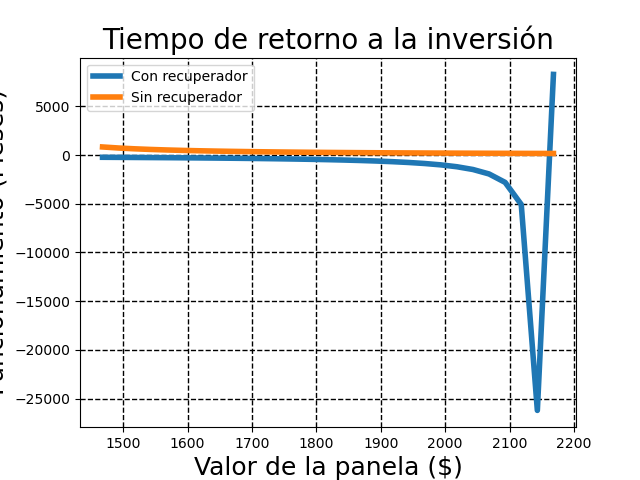 Tiempo de retorno a la inversión
Con recuperador
Sin recuperador
5000
0
−5000
−10000
−15000
−20000
−25000
1500 1600 1700 1800 1900 2000 2100 2200
Valor de la panela ($)